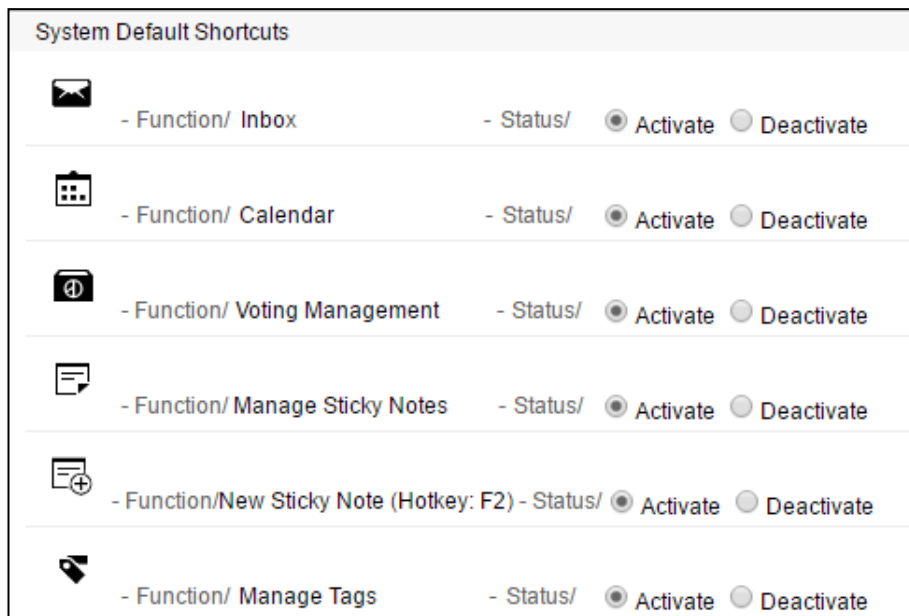 System Default Shortcuts
- Function/ Inbox - Status/ Activate Deactivate
- Function/ Calendar - Status/ Activate Deactivate
- Function/ Voting Management - Status/ Activate Deactivate
- Function/ Manage Sticky Notes - Status/ Activate Deactivate
- Function/New Sticky Note (Hotkey: F2) - Status/ Activate Deactivate
- Function/ Manage Tags - Status/ Activate Deactivate